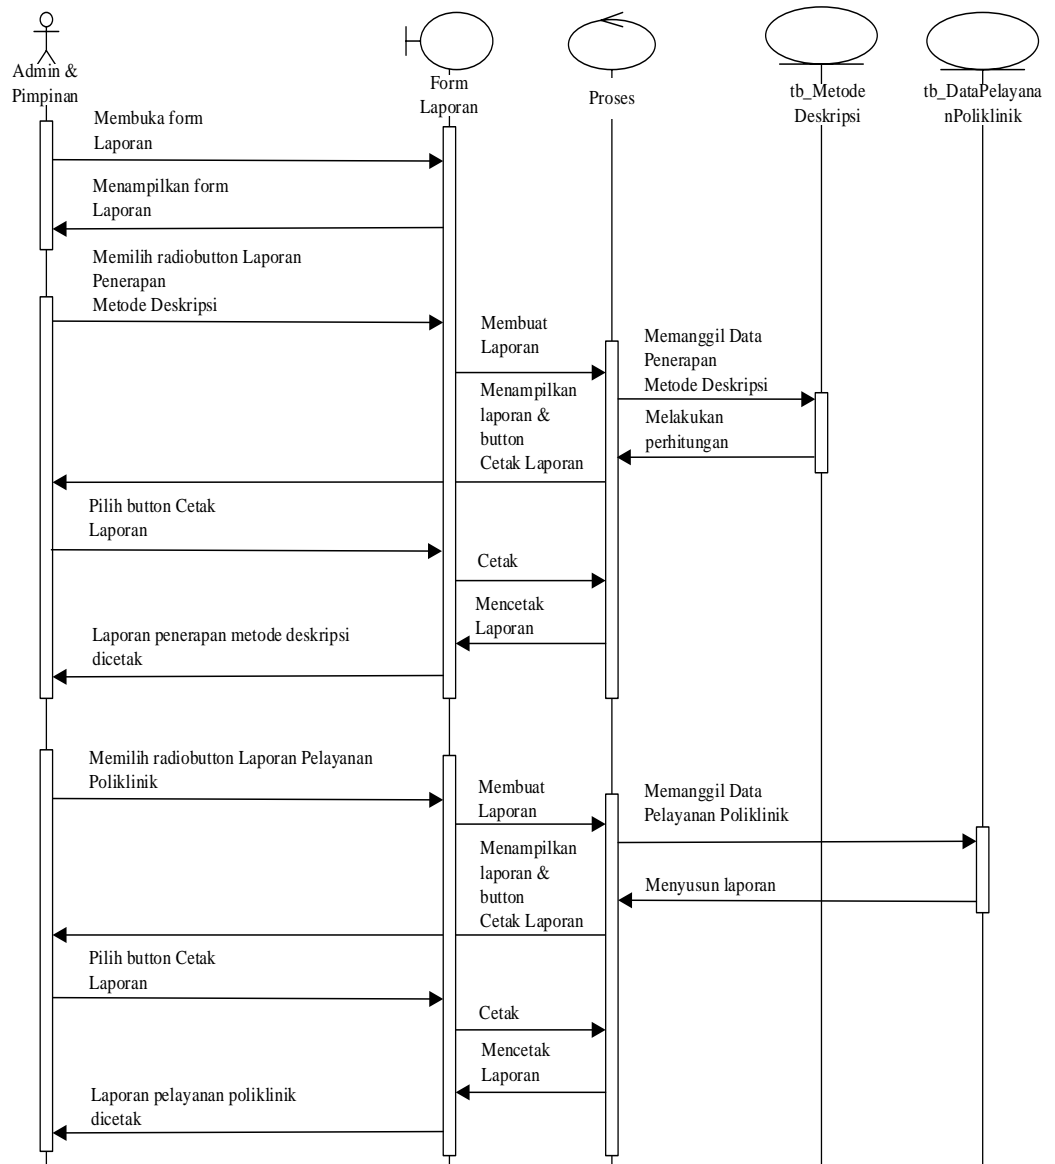 Admin &
Pimpinan
Form
Laporan
Proses
tb_Metode
Deskripsi
tb_DataPelayana
nPoliklinik
Membuka form
Laporan
Menampilkan form
Laporan
Memilih radiobutton Laporan
Penerapan
Metode Deskripsi
Membuat
Laporan
Memanggil Data
Penerapan
Metode Deskripsi
Menampilkan
laporan &
button
Cetak Laporan
Melakukan
perhitungan
Pilih button Cetak
Laporan
Cetak
Mencetak
Laporan
Laporan penerapan metode deskripsi
dicetak
Memilih radiobutton Laporan Pelayanan
Poliklinik
Membuat
Laporan
Memanggil Data
Pelayanan Poliklinik
Menampilkan
laporan &
button
Cetak Laporan
Menyusun laporan
Pilih button Cetak
Laporan
Cetak
Mencetak
Laporan
Laporan pelayanan poliklinik
dicetak